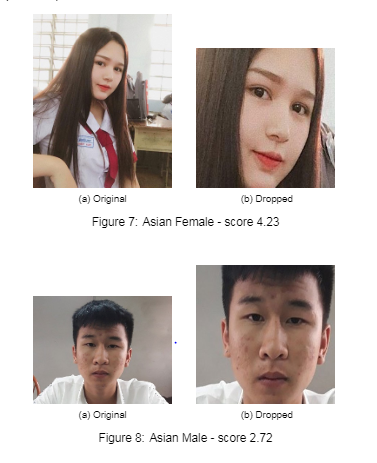 (a) Original
(b) Dropped
Figure 7: Asian Female - score 4.23
(a) Original
(b) Dropped
Figure 8: Asian Male - score 2.72